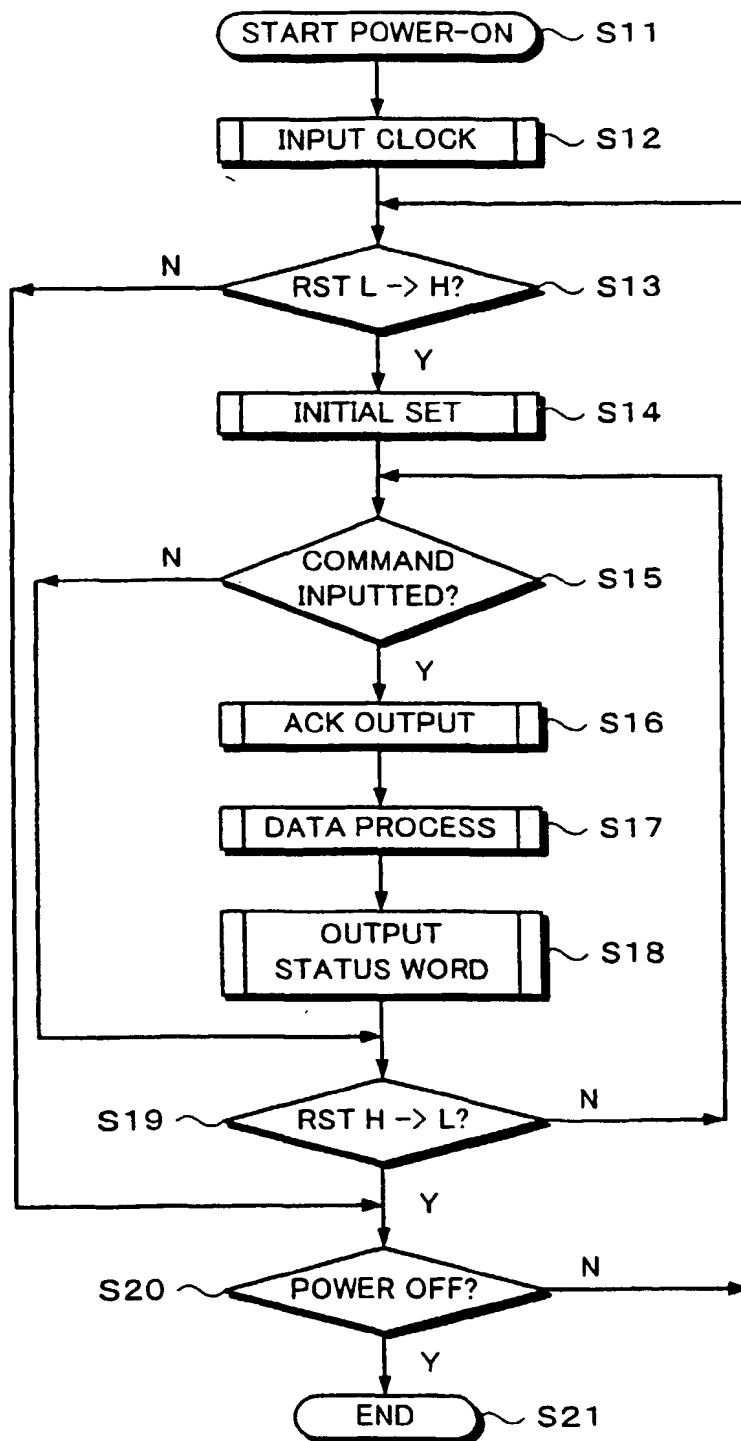 START POWER-ON S11
INPUT CLOCK S12
N
RST L -> H? S13
Y
INITIAL SET S14
N
COMMAND
INPUTTED? S15
Y
ACK OUTPUT S16
DATA PROCESS S17
OUTPUT
STATUS WORD S18
S19 RST H -> L? N
Y
S20 POWER OFF? N
Y
END S21